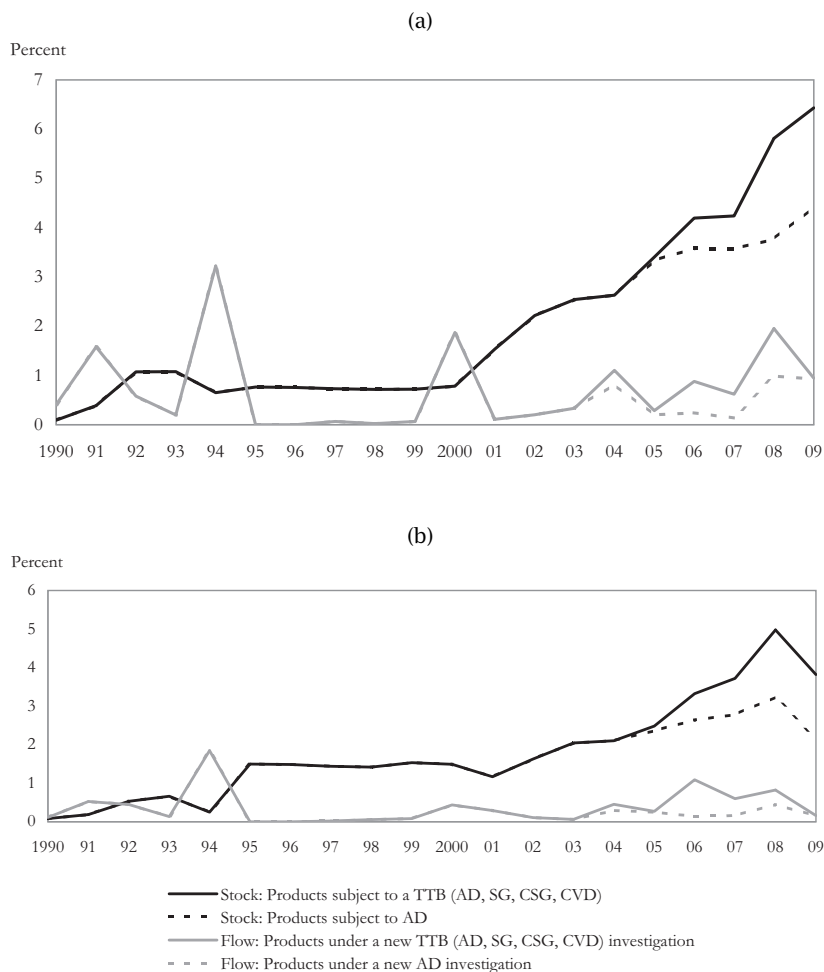 (a)
Percent
7
6
5
4
3
2
1
0
1990 91 92 93 94 95 96 97 98 99 2000 01 02 03 04 05 06 07 08 09
(b)
Percent
6
5
4
3
2
1
0
1990 91 92 93 94 95 96 97 98 99 2000 01 02 03 04 05 06 07 08 09
Stock: Products subject to a TTB (AD, SG, CSG, CVD)
Stock: Products subject to AD
Flow: Products under a new TTB (AD, SG, CSG, CVD) investigation
Flow: Products under a new AD investigation